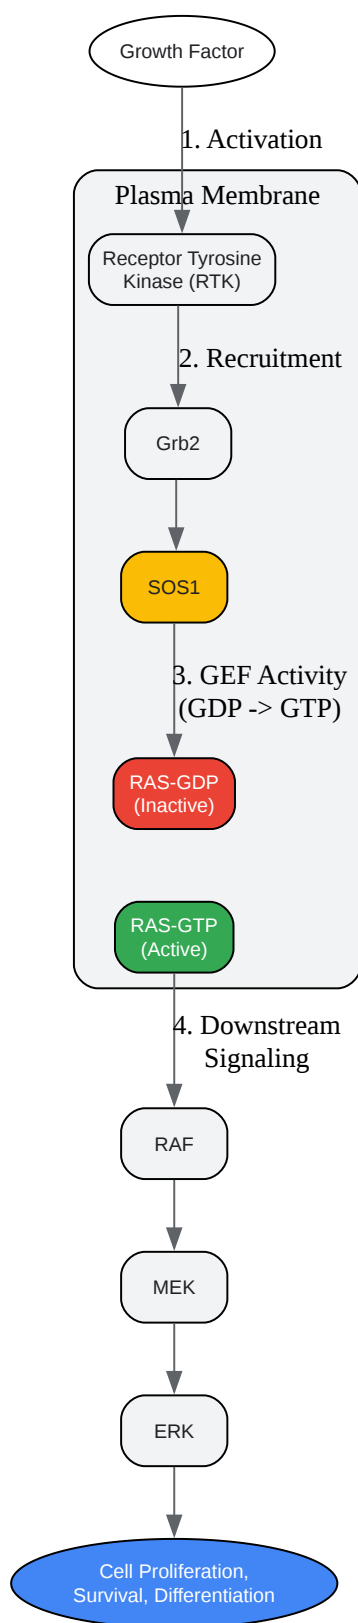 Growth Factor
1. Activation
Plasma Membrane
Receptor Tyrosine
Kinase (RTK)
2. Recruitment
Grb2
SOS1
3. GEF Activity
(GDP -> GTP)
RAS-GDP
(Inactive)
RAS-GTP
(Active)
4. Downstream
Signaling
RAF
MEK
ERK
Cell Proliferation,
Survival, Differentiation